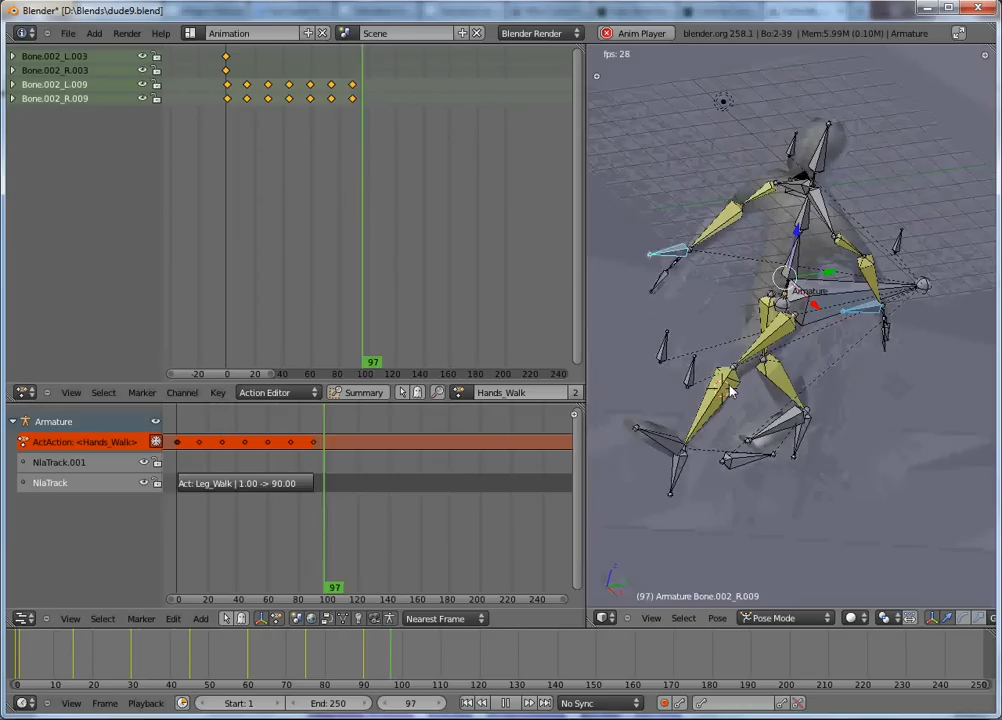 Blender* [D:\Blends\dude9.blend]
File Add Render Help Animation Scene Blender Render Anim Player blender.org 258.1 | Bo:2-39 | Mem:5.99M (0.10M) | Armature
Bone.002_L.003
Bone.002_R.003
Bone.002_L.009
Bone.002_R.009
fps: 28
Armature
97
-20 0 20 40 60 80 100 120 140 160 180 200 220 240
View Select Marker Channel Key Action Editor Summary Hands_Walk 2
Armature
ActAction: <Hands_Walk>
NlaTrack.001
NlaTrack
Act: Leg_Walk | 1.00 -> 90.00
97
0 20 40 60 80 100 120 140 160 180 200 220 240
(97) Armature Bone.002_R.009
View Select Marker Edit Add Nearest Frame
View Select Pose Pose Mode
0 10 20 30 40 50 60 70 80 90 100 110 120 130 140 150 160 170 180 190 200 210 220 230 240 250
View Frame Playback Start: 1 End: 250 97 No Sync